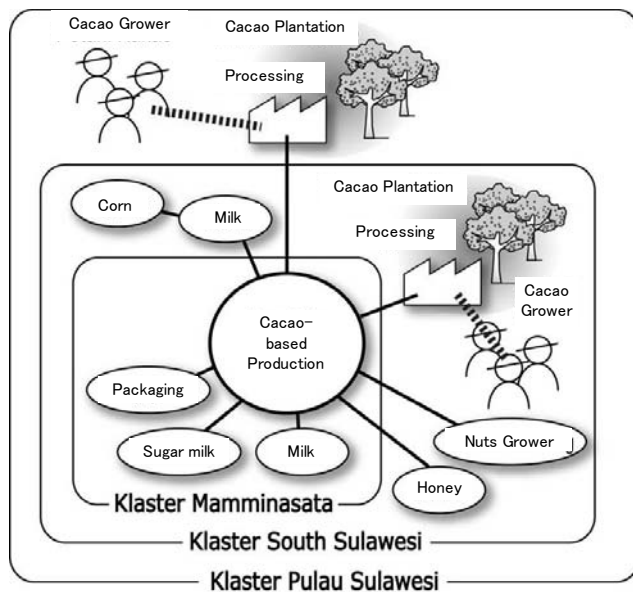 Cacao Grower
Cacao Plantation
Processing
Cacao Plantation
Processing
Cacao
Grower
Corn
Milk
Cacao-
based
Production
Packaging
Sugar milk
Milk
Nuts Grower
Honey
Klaster Mamminasata
Klaster South Sulawesi
Klaster Pulau Sulawesi